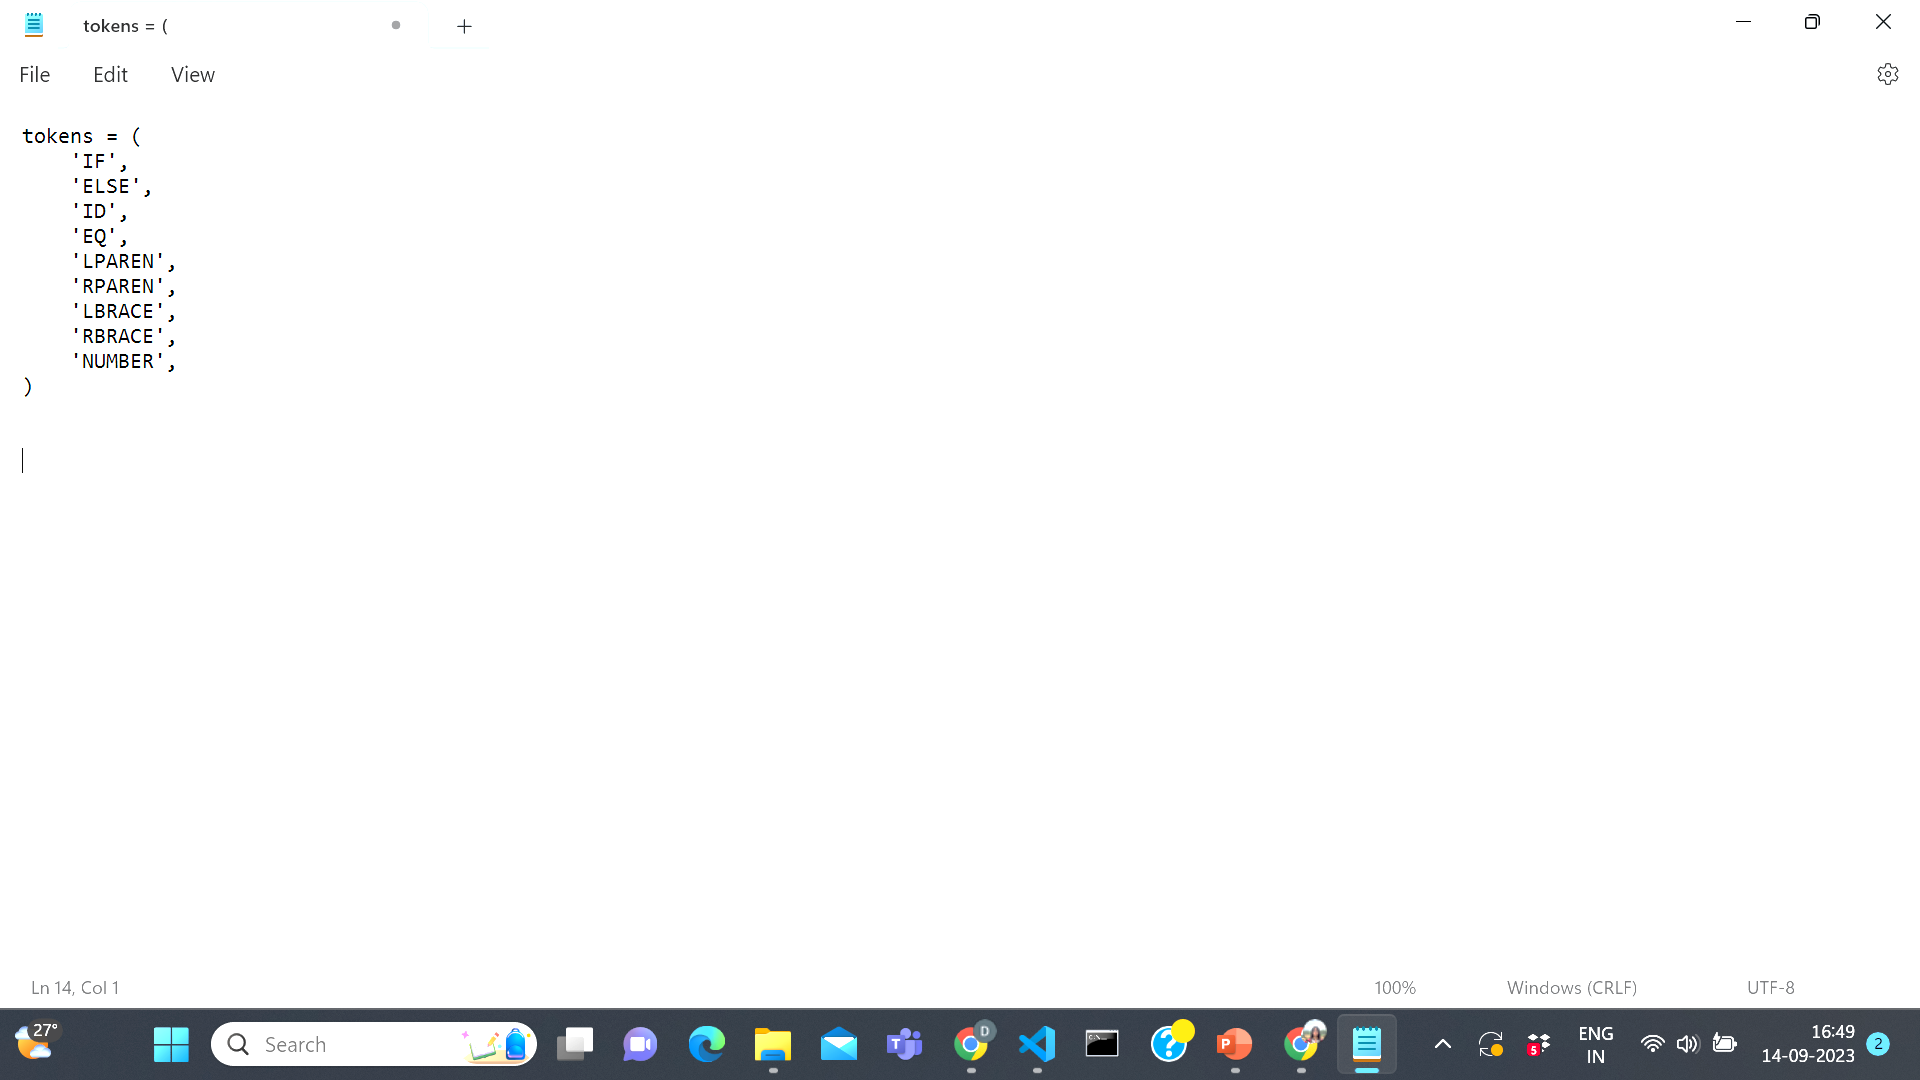 tokens = (
File Edit View
tokens = (
    'IF',
    'ELSE',
    'ID',
    'EQ',
    'LPAREN',
    'RPAREN',
    'LBRACE',
    'RBRACE',
    'NUMBER',
)
Ln 14, Col 1 100% Windows (CRLF) UTF-8
27° Search D 5 ENG IN 16:49 14-09-2023 2